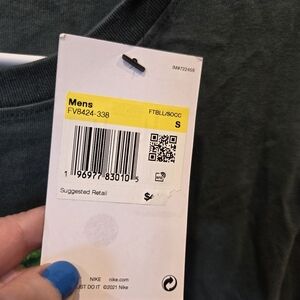 Mens
FV8424-338
FTBLL/SOCC
S
1 96977 83010 5
Suggested Retail
NIKE nike.com
JUST DO IT ©2021 Nike